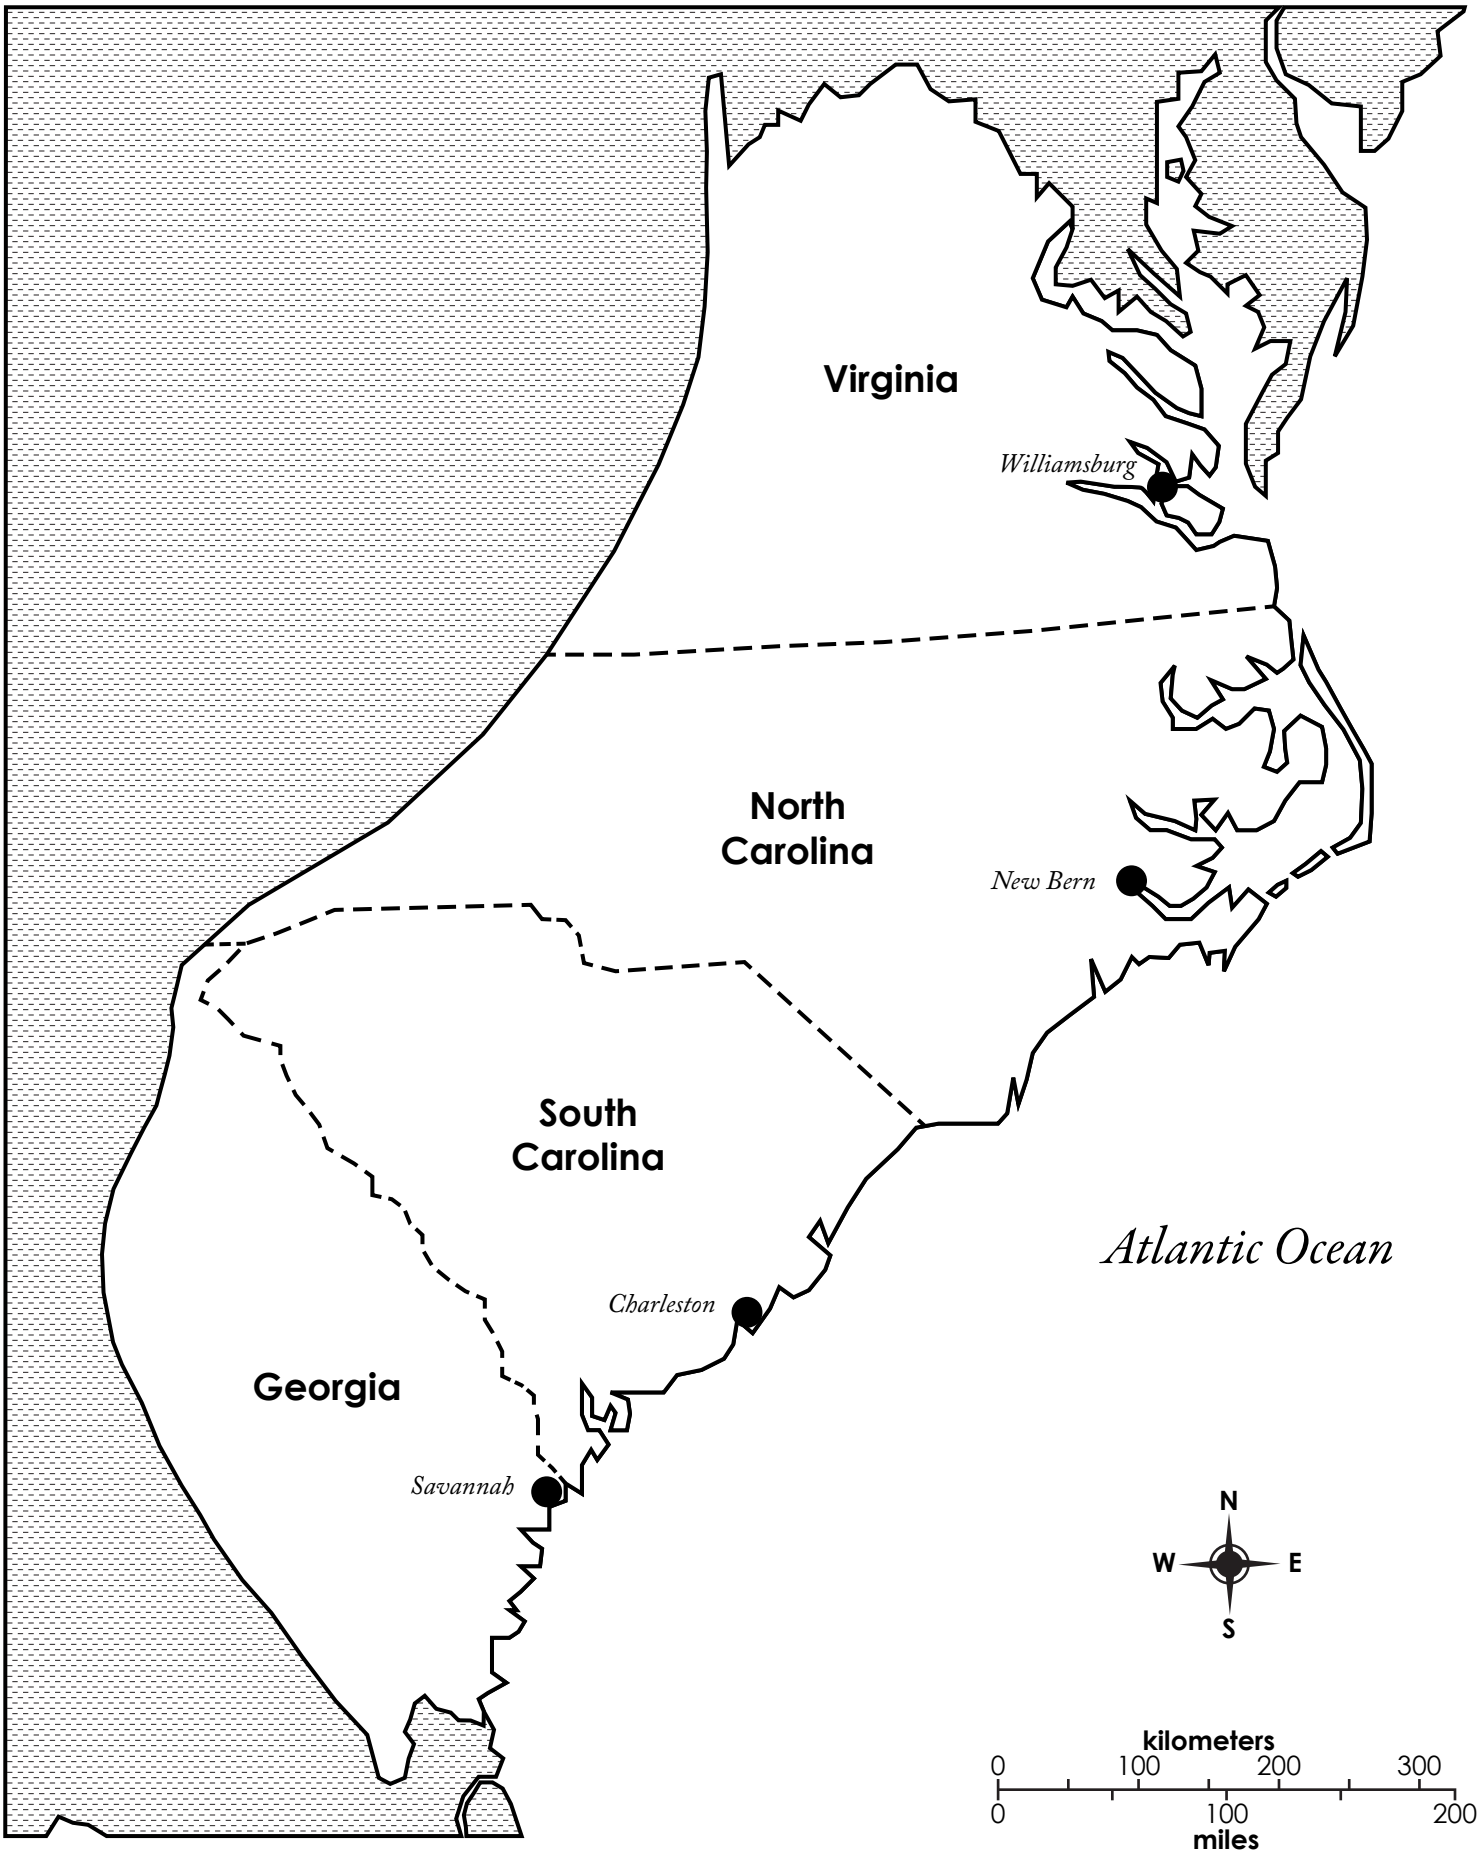 Virginia
Williamsburg
North
Carolina
New Bern
South
Carolina
Atlantic Ocean
Charleston
Georgia
Savannah
N
W E
S
kilometers
0 100 200 300
0 100 200
miles